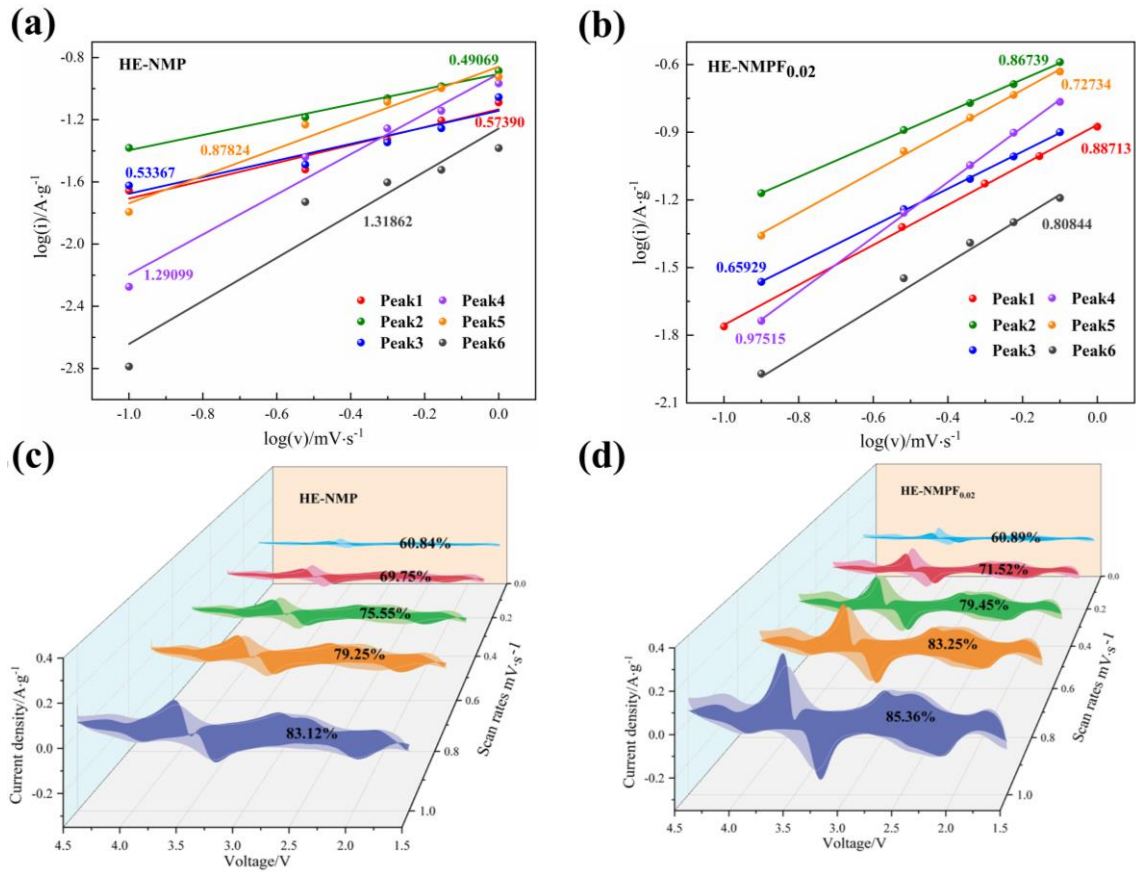 (a)
HE-NMP
0.49069
0.57390
0.53367
0.87824
1.31862
1.29099
Peak1
Peak4
Peak2
Peak5
Peak3
Peak6
-0.8
-1.2
-1.6
-2.0
-2.4
-2.8
log(i)/A·g⁻¹
-1.0
-0.8
-0.6
-0.4
-0.2
0.0
log(v)/mV·s⁻¹
(b)
HE-NMPF₀.₀₂
0.86739
0.72734
0.88713
0.65929
0.80844
0.97515
Peak1
Peak4
Peak2
Peak5
Peak3
Peak6
-0.6
-0.9
-1.2
-1.5
-1.8
-2.1
log(i)/A·g⁻¹
-1.0
-0.8
-0.6
-0.4
-0.2
0.0
log(v)/mV·s⁻¹
(c)
HE-NMP
60.84%
69.75%
75.55%
79.25%
83.12%
0.0
0.2
0.4
0.6
0.8
1.0
Scan rates mV·s⁻¹
0.4
0.2
0.0
-0.2
Current density/A·g⁻¹
4.5
4.0
3.5
3.0
2.5
2.0
1.5
Voltage/V
(d)
HE-NMPF₀.₀₂
60.89%
71.52%
79.45%
83.25%
85.36%
0.0
0.2
0.4
0.6
0.8
1.0
Scan rates mV·s⁻¹
0.4
0.2
0.0
-0.2
Current density/A·g⁻¹
4.5
4.0
3.5
3.0
2.5
2.0
1.5
Voltage/V